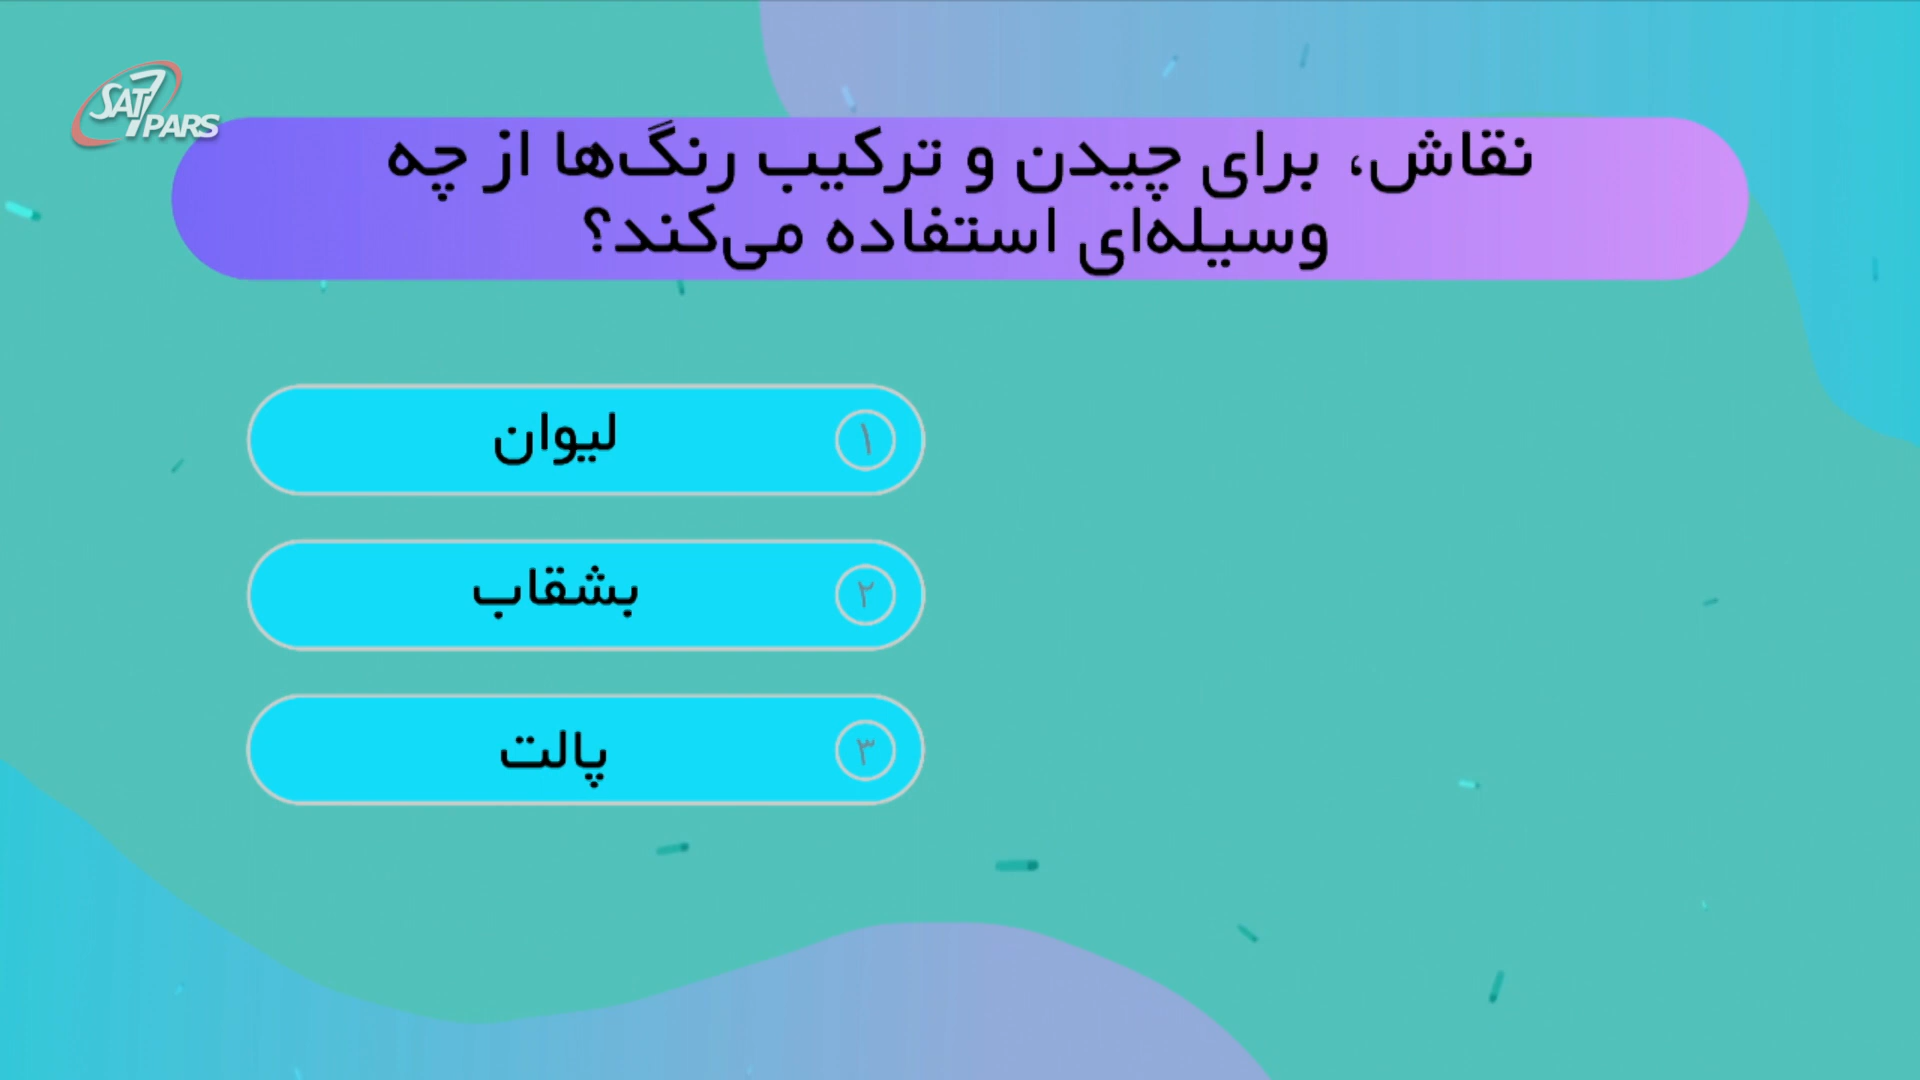 SAT7
PARS
نقاش، برای چیدن و ترکیب رنگ‌ها از چه
وسیله‌ای استفاده می‌کند؟
۱ لیوان
۲ بشقاب
۳ پالت